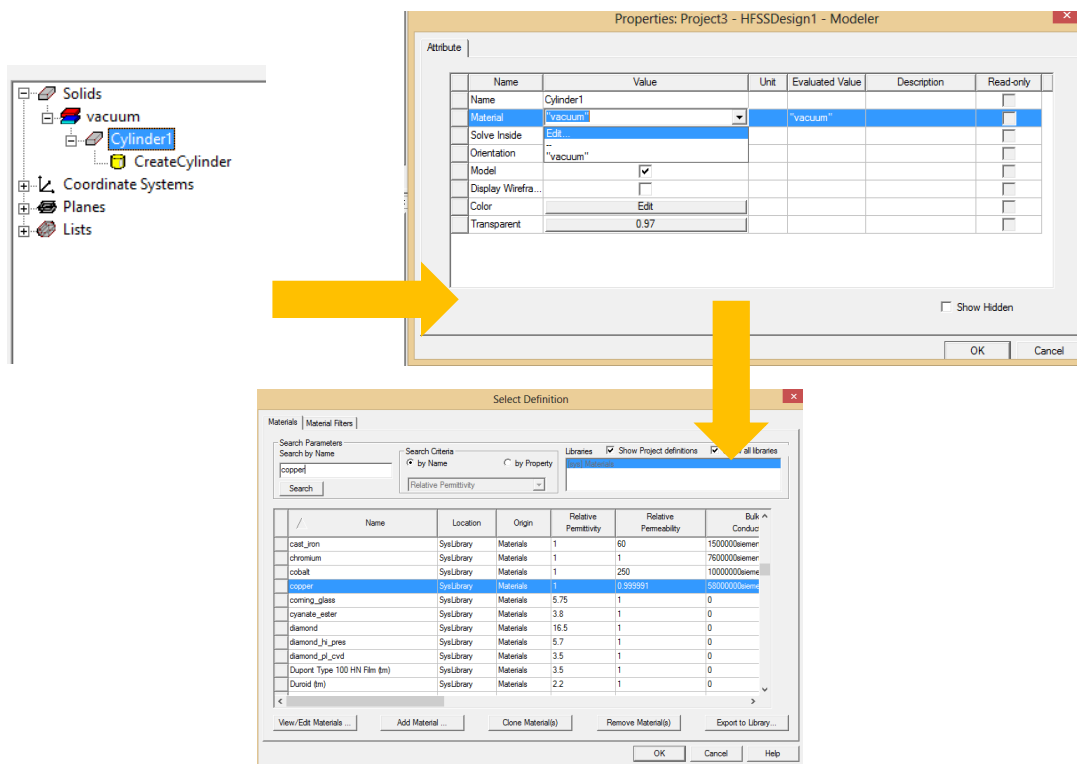 Solids
vacuum
Cylinder1
CreateCylinder
Coordinate Systems
Planes
Lists
Properties: Project3 - HFSSDesign1 - Modeler
Attribute
Name Value Unit Evaluated Value Description Read-only
Name Cylinder1
Material "vacuum" "vacuum"
Solve Inside Edit...
--
Orientation "vacuum"
Model
Display Wirefra...
Color Edit
Transparent 0.97
Show Hidden
OK Cancel
Select Definition
Materials Material Filters
Search Parameters
Search by Name
copper
Search
Search Criteria
by Name by Property
Relative Permittivity
Libraries Show Project definitions all libraries
[sys] Materials
/ Name Location Origin Relative Permittivity Relative Permeability Bulk Conduc
cast_iron SysLibrary Materials 1 60 1500000siemen
chromium SysLibrary Materials 1 1 7600000siemen
cobalt SysLibrary Materials 1 250 10000000sieme
copper SysLibrary Materials 1 0.999991 58000000sieme
corning_glass SysLibrary Materials 5.75 1 0
cyanate_ester SysLibrary Materials 3.8 1 0
diamond SysLibrary Materials 16.5 1 0
diamond_hi_pres SysLibrary Materials 5.7 1 0
diamond_pl_cvd SysLibrary Materials 3.5 1 0
Dupont Type 100 HN Film (tm) SysLibrary Materials 3.5 1 0
Duroid (tm) SysLibrary Materials 2.2 1 0
View/Edit Materials ... Add Material ... Clone Material(s) Remove Material(s) Export to Library...
OK Cancel Help